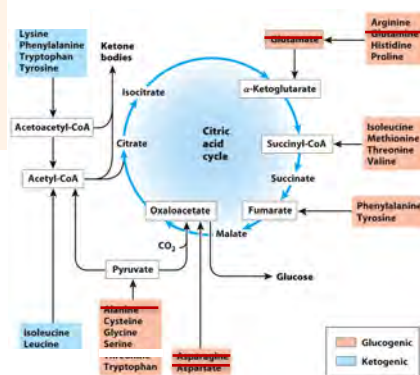 Lysine
Phenylalanine
Tryptophan
Tyrosine
Ketone
bodies
Glutamate
Arginine
Glutamine
Histidine
Proline
Isocitrate
α-Ketoglutarate
Acetoacetyl-CoA
Citrate
Citric
acid
cycle
Succinyl-CoA
Isoleucine
Methionine
Threonine
Valine
Acetyl-CoA
Succinate
Oxaloacetate
Fumarate
Phenylalanine
Tyrosine
Malate
CO2
Pyruvate
Glucose
Isoleucine
Leucine
Alanine
Cysteine
Glycine
Serine
Threonine
Tryptophan
Asparagine
Aspartate
Glucogenic
Ketogenic